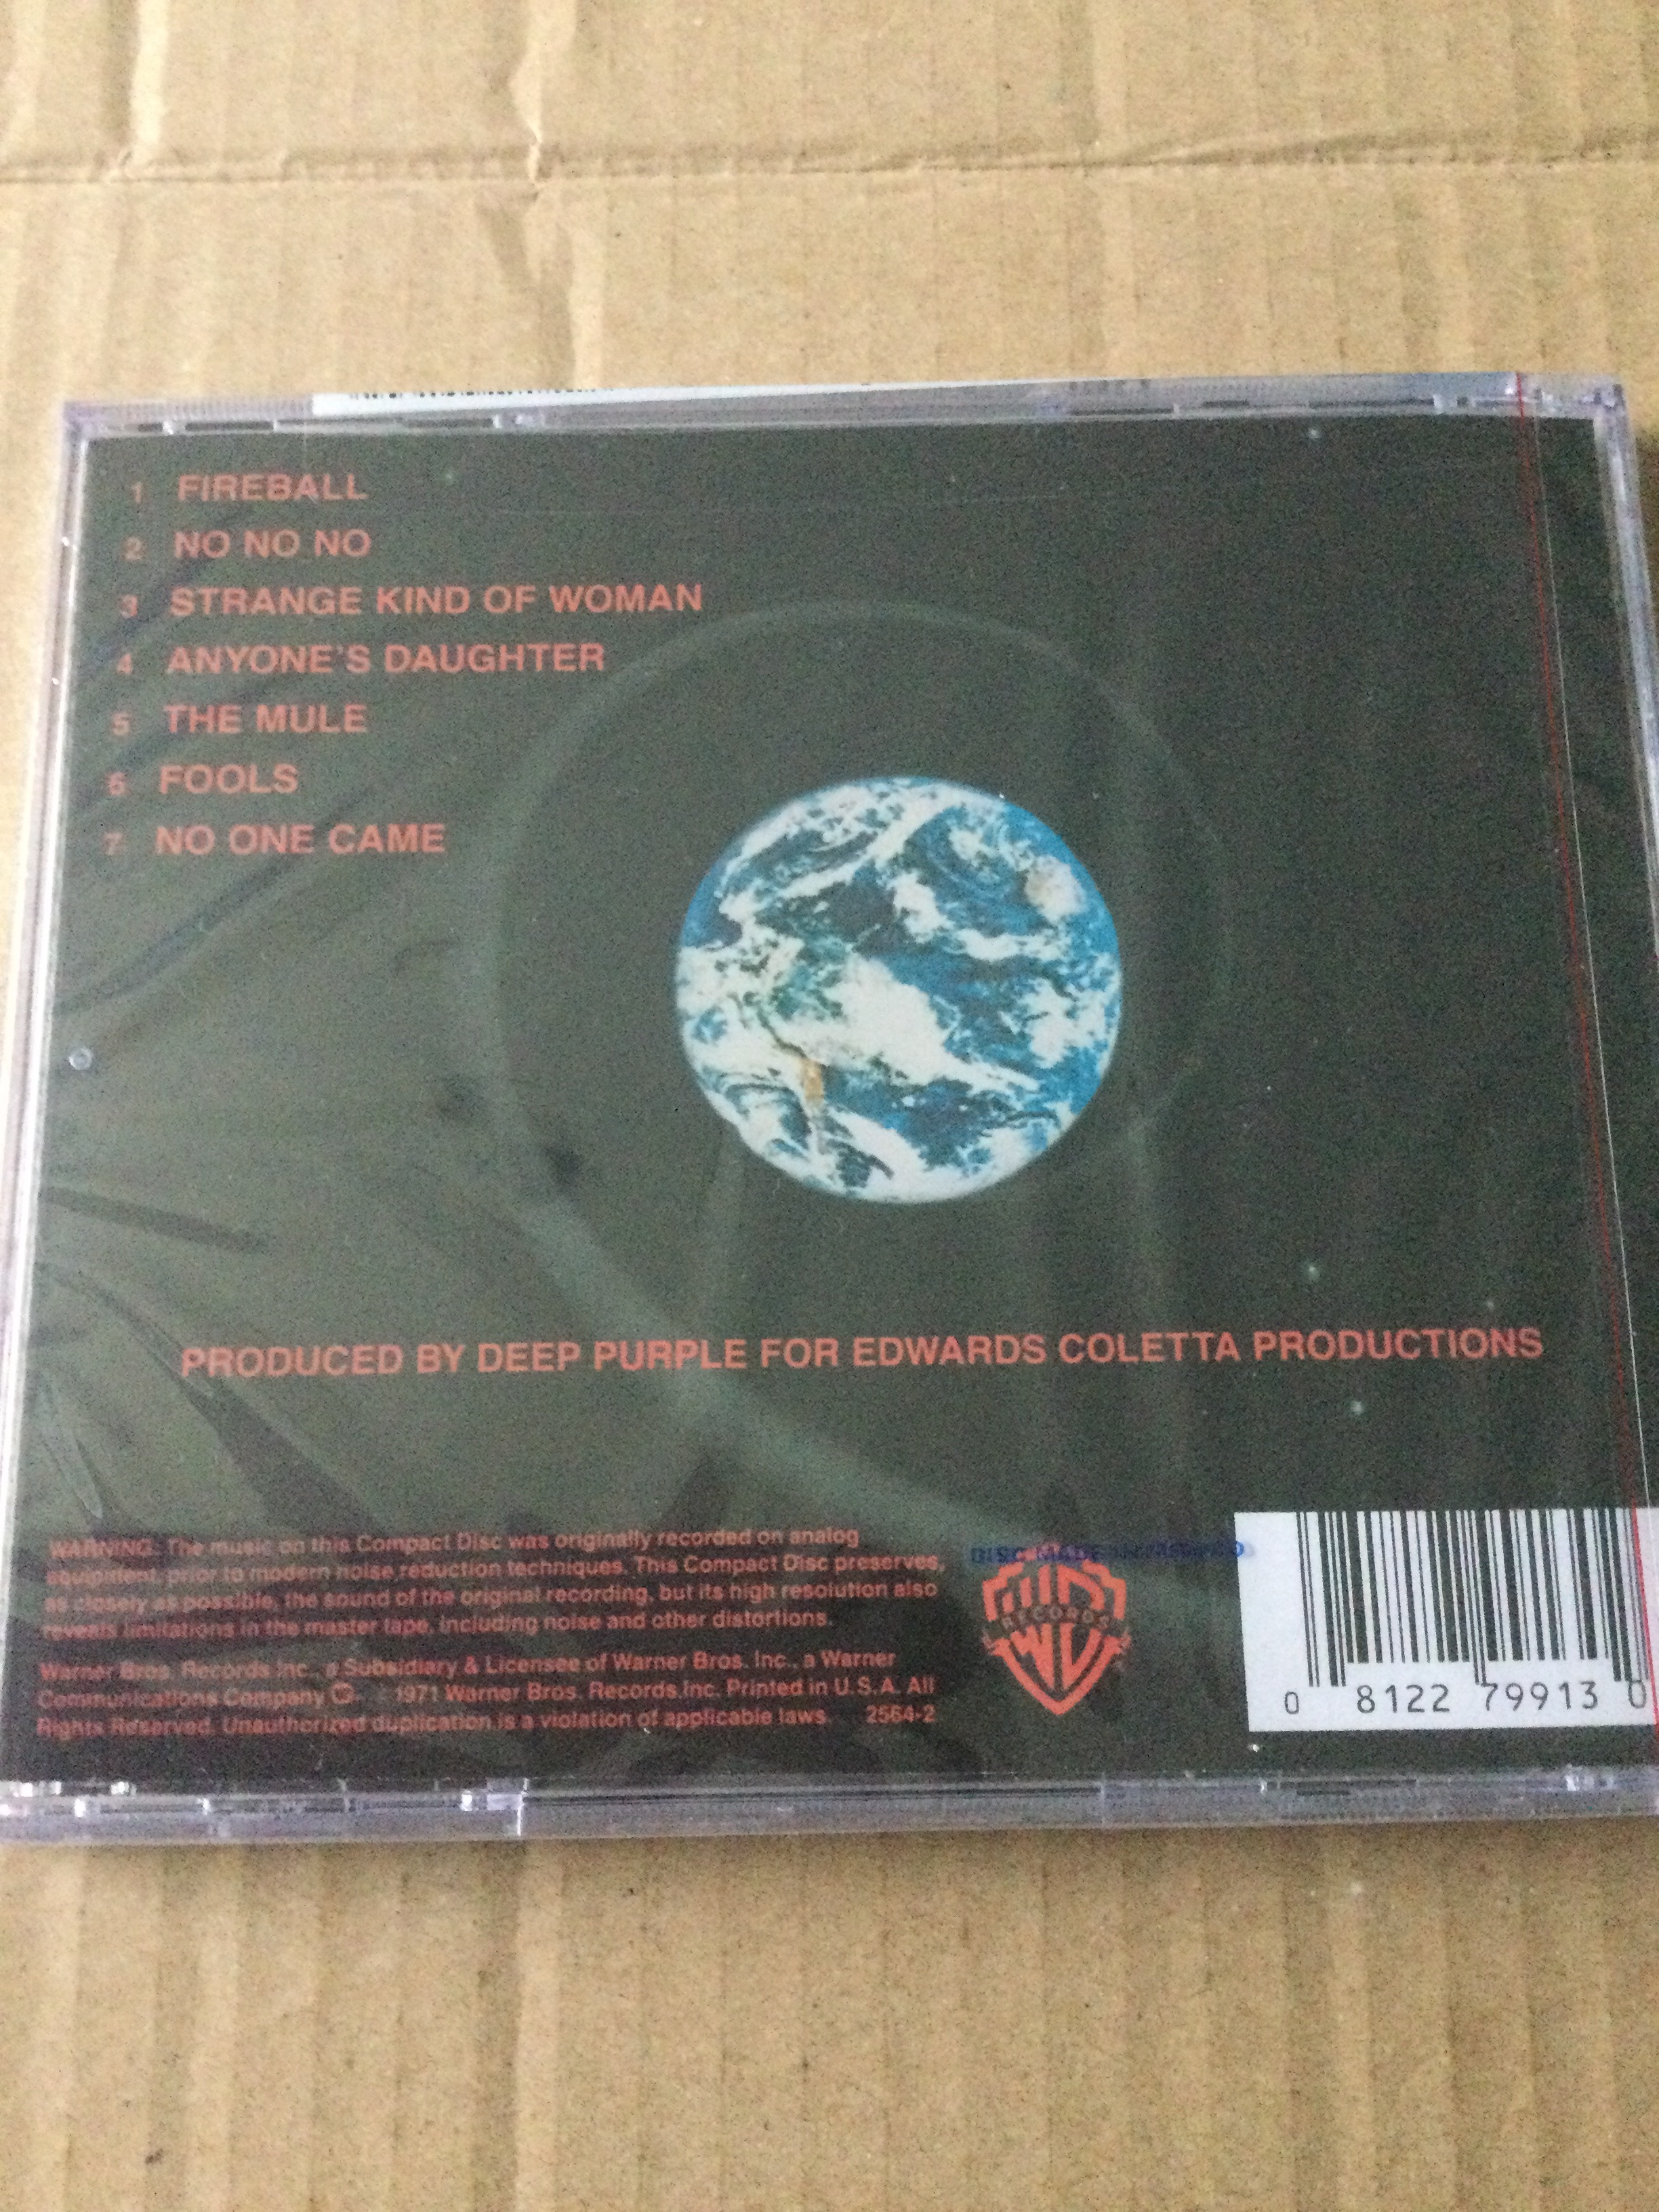 1 FIREBALL
2 NO NO NO
3 STRANGE KIND OF WOMAN
4 ANYONE'S DAUGHTER
5 THE MULE
6 FOOLS
7 NO ONE CAME
PRODUCED BY DEEP PURPLE FOR EDWARDS COLETTA PRODUCTIONS
WARNING: The music on this Compact Disc was originally recorded on analog
equipment, prior to modern noise reduction techniques. This Compact Disc preserves,
as closely as possible, the sound of the original recording, but its high resolution also
reveals limitations in the master tape, including noise and other distortions.
Warner Bros. Records Inc., a Subsidiary & Licensee of Warner Bros. Inc., a Warner
Communications Company 1971 Warner Bros. Records Inc. Printed in U.S.A. All
Rights Reserved. Unauthorized duplication is a violation of applicable laws. 2564-2
DISC MADE IN
WB
RECORDS
0 8122 79913 0